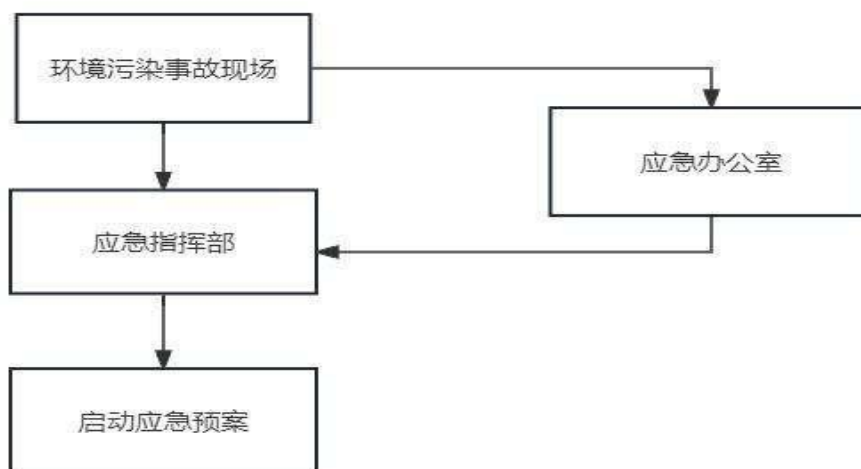 环境污染事故现场
应急办公室
应急指挥部
启动应急预案